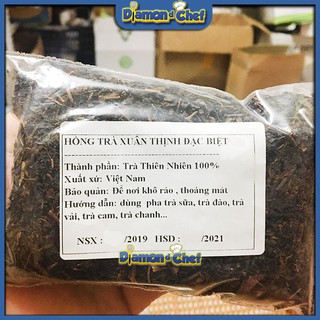 Diamond Chef
HỒNG TRÀ XUÂN THỊNH ĐẶC BIỆT
Thành phần: Trà Thiên Nhiên 100%
Xuất xứ: Việt Nam
Bảo quản: Để nơi khô ráo , thoáng mát
Hướng dẫn: dùng pha trà sữa, trà đào, trà
vải, trà cam, trà chanh...
NSX : /2019 HSD : /2021
Diamond Chef